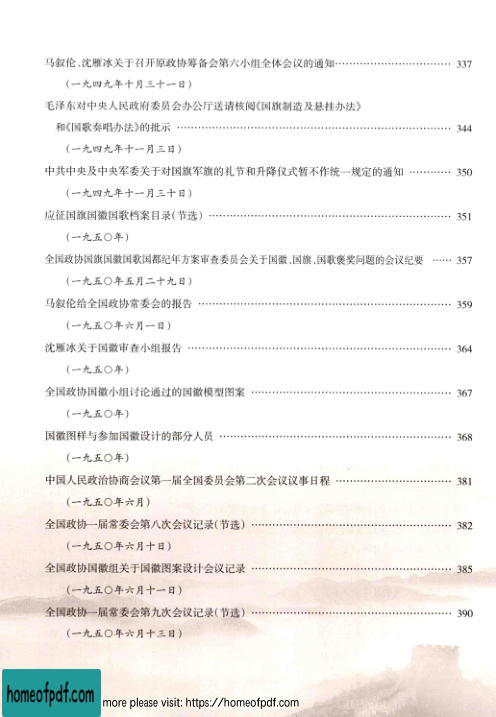 马叙伦、沈雁冰关于召开原政协筹备会第六小组全体会议的通知 …… 337
(一九四九年十月三十一日)
毛泽东对中央人民政府委员会办公厅送请核阅《国旗制造及悬挂办法》
和《国歌奏唱办法》的批示 …… 344
(一九四九年十一月三日)
中共中央及中央军委关于对国旗军旗的礼节和升降仪式暂不作统一规定的通知 …… 350
(一九四九年十一月三十日)
应征国旗国徽国歌档案目录(节选) …… 351
(一九五〇年)
全国政协国旗国徽国歌国都纪年方案审查委员会关于国徽、国旗、国歌褒奖问题的会议纪要 …… 357
(一九五〇年五月二十九日)
马叙伦给全国政协常委会的报告 …… 359
(一九五〇年六月一日)
沈雁冰关于国徽审查小组报告 …… 364
(一九五〇年)
全国政协国徽小组讨论通过的国徽模型图案 …… 367
(一九五〇年)
国徽图样与参加国徽设计的部分人员 …… 368
(一九五〇年)
中国人民政治协商会议第一届全国委员会第二次会议议事日程 …… 381
(一九五〇年六月)
全国政协一届常委会第八次会议记录(节选) …… 382
(一九五〇年六月十日)
全国政协国徽组关于国徽图案设计会议记录 …… 385
(一九五〇年六月十一日)
全国政协一届常委会第九次会议记录(节选) …… 390
(一九五〇年六月十三日)
homeofpdf.com more please visit: https://homeofpdf.com